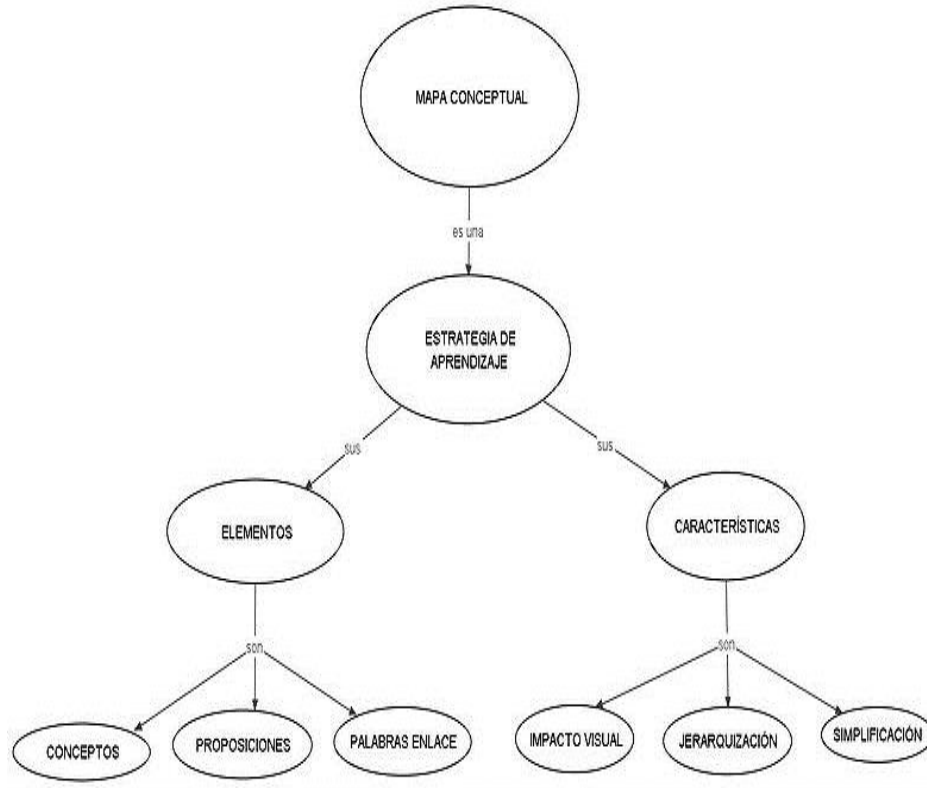 MAPA CONCEPTUAL
es una
ESTRATEGIA DE
APRENDIZAJE
sus
sus
ELEMENTOS
CARACTERÍSTICAS
son
son
CONCEPTOS
PROPOSICIONES
PALABRAS ENLACE
IMPACTO VISUAL
JERARQUIZACIÓN
SIMPLIFICACIÓN